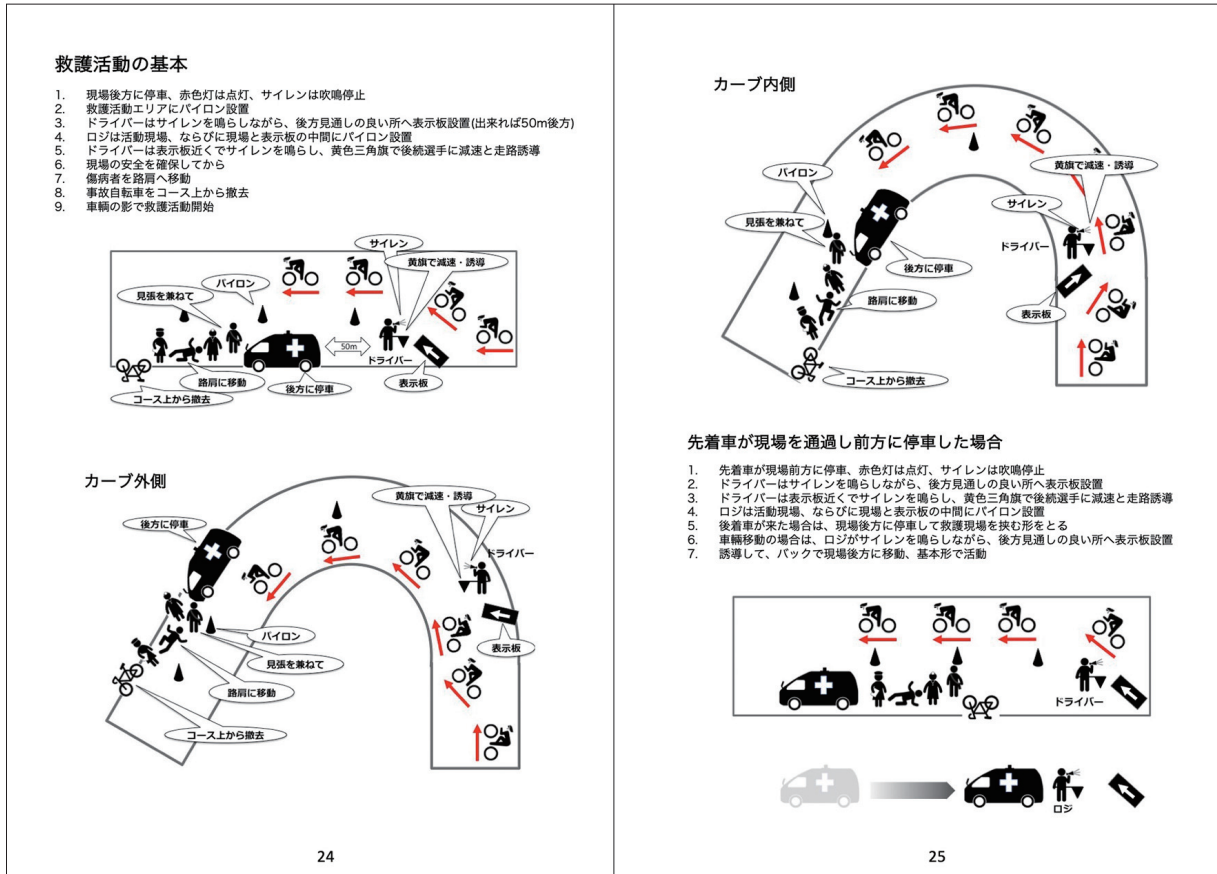 救護活動の基本
1. 現場後方に停車、赤色灯は点灯、サイレンは吹鳴停止
2. 救護活動エリアにパイロン設置
3. ドライバーはサイレンを鳴らしながら、後方見通しの良い所へ表示板設置(出来れば50m後方)
4. ロジは活動現場、ならびに現場と表示板の中間にパイロン設置
5. ドライバーは表示板近くでサイレンを鳴らし、黄色三角旗で後続選手に減速と走路誘導
6. 現場の安全を確保してから
7. 傷病者を路肩へ移動
8. 事故自転車をコース上から撤去
9. 車輌の影で救護活動開始
サイレン
黄旗で減速・誘導
パイロン
見張を兼ねて
50m
ドライバー
路肩に移動
後方に停車
表示板
コース上から撤去
カーブ外側
黄旗で減速・誘導
サイレン
後方に停車
ドライバー
表示板
パイロン
見張を兼ねて
路肩に移動
コース上から撤去
24
カーブ内側
黄旗で減速・誘導
パイロン
サイレン
見張を兼ねて
ドライバー
後方に停車
路肩に移動
表示板
コース上から撤去
先着車が現場を通過し前方に停車した場合
1. 先着車が現場前方に停車、赤色灯は点灯、サイレンは吹鳴停止
2. ドライバーはサイレンを鳴らしながら、後方見通しの良い所へ表示板設置
3. ドライバーは表示板近くでサイレンを鳴らし、黄色三角旗で後続選手に減速と走路誘導
4. ロジは活動現場、ならびに現場と表示板の中間にパイロン設置
5. 後着車が来た場合は、現場後方に停車して救護現場を挟む形をとる
6. 車輌移動の場合は、ロジがサイレンを鳴らしながら、後方見通しの良い所へ表示板設置
7. 誘導して、バックで現場後方に移動、基本形で活動
ドライバー
ロジ
25